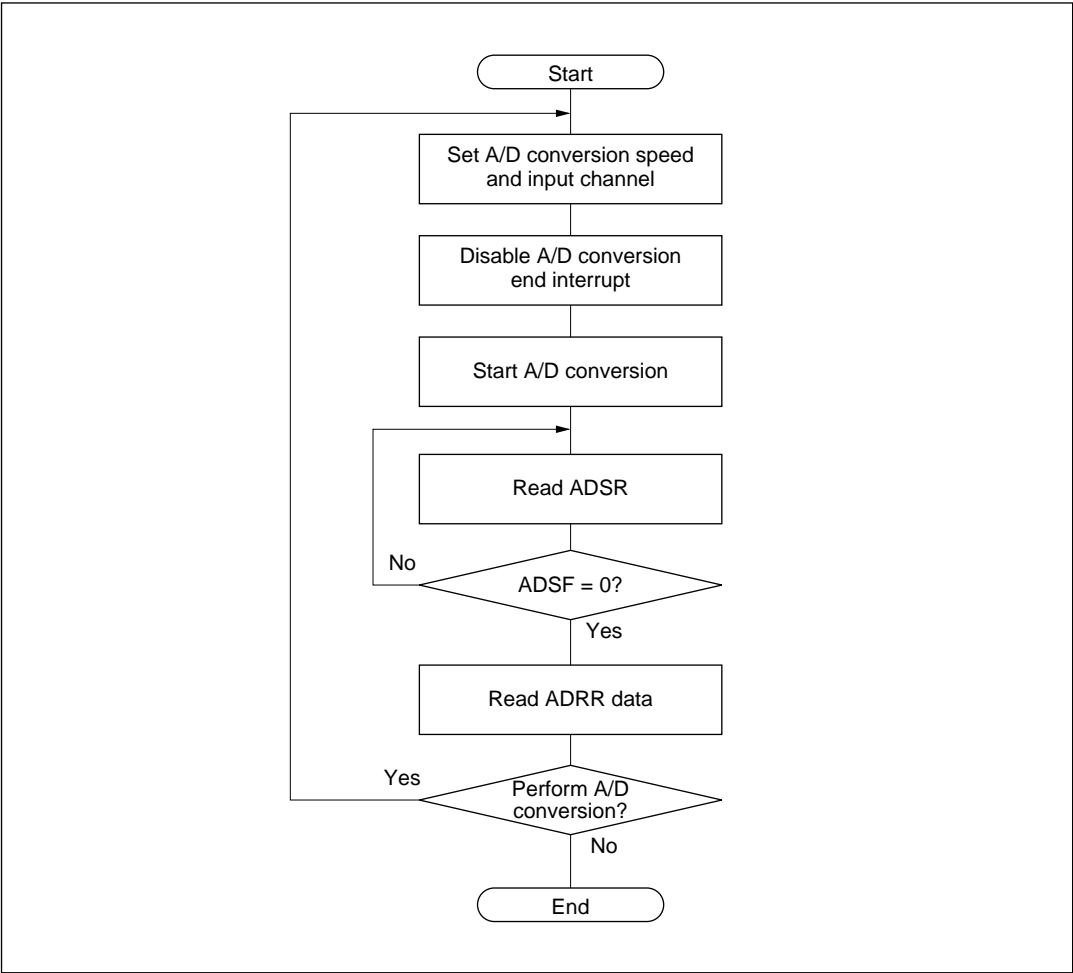 Start
Set A/D conversion speed
and input channel
Disable A/D conversion
end interrupt
Start A/D conversion
Read ADSR
No
ADSF = 0?
Yes
Read ADRR data
Yes
Perform A/D
conversion?
No
End